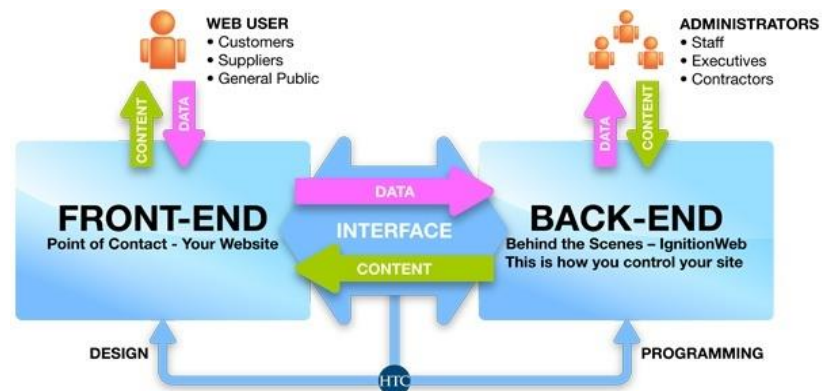 WEB USER
• Customers
• Suppliers
• General Public
ADMINISTRATORS
• Staff
• Executives
• Contractors
CONTENT
DATA
DATA
CONTENT
FRONT-END
Point of Contact - Your Website
DATA
INTERFACE
CONTENT
BACK-END
Behind the Scenes – IgnitionWeb
This is how you control your site
DESIGN
HTC
PROGRAMMING